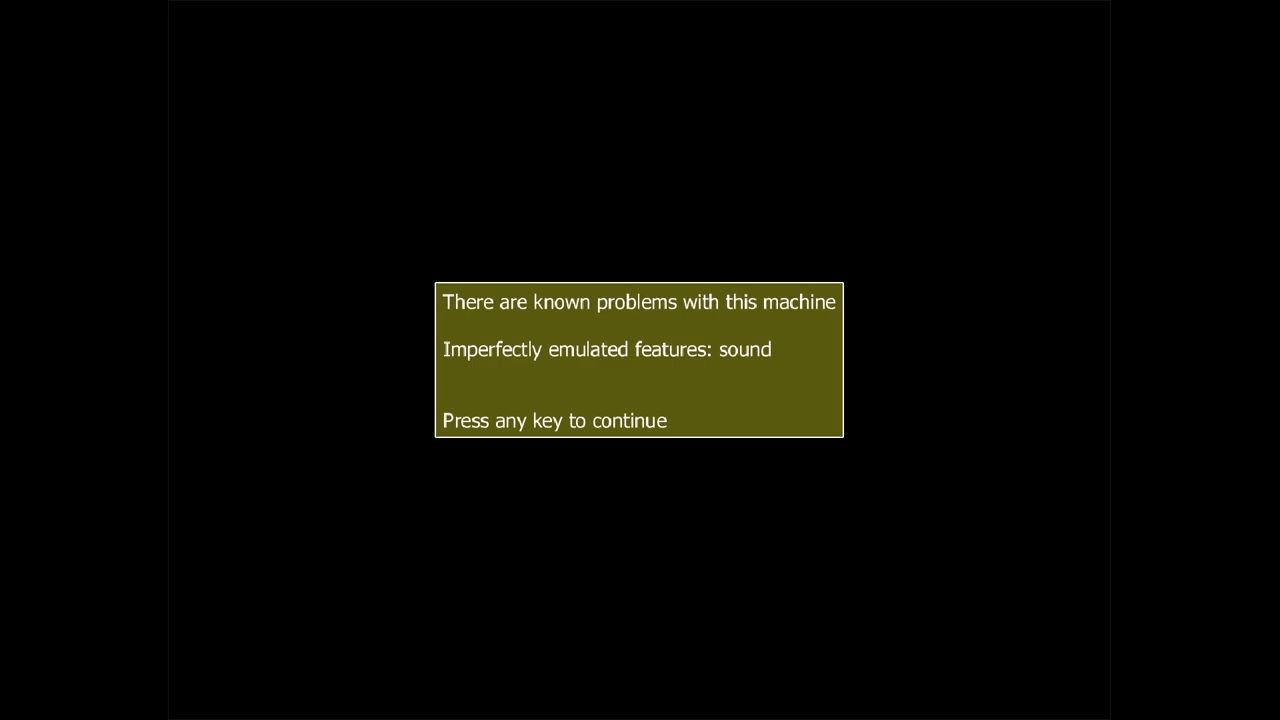 There are known problems with this machine
Imperfectly emulated features: sound
Press any key to continue